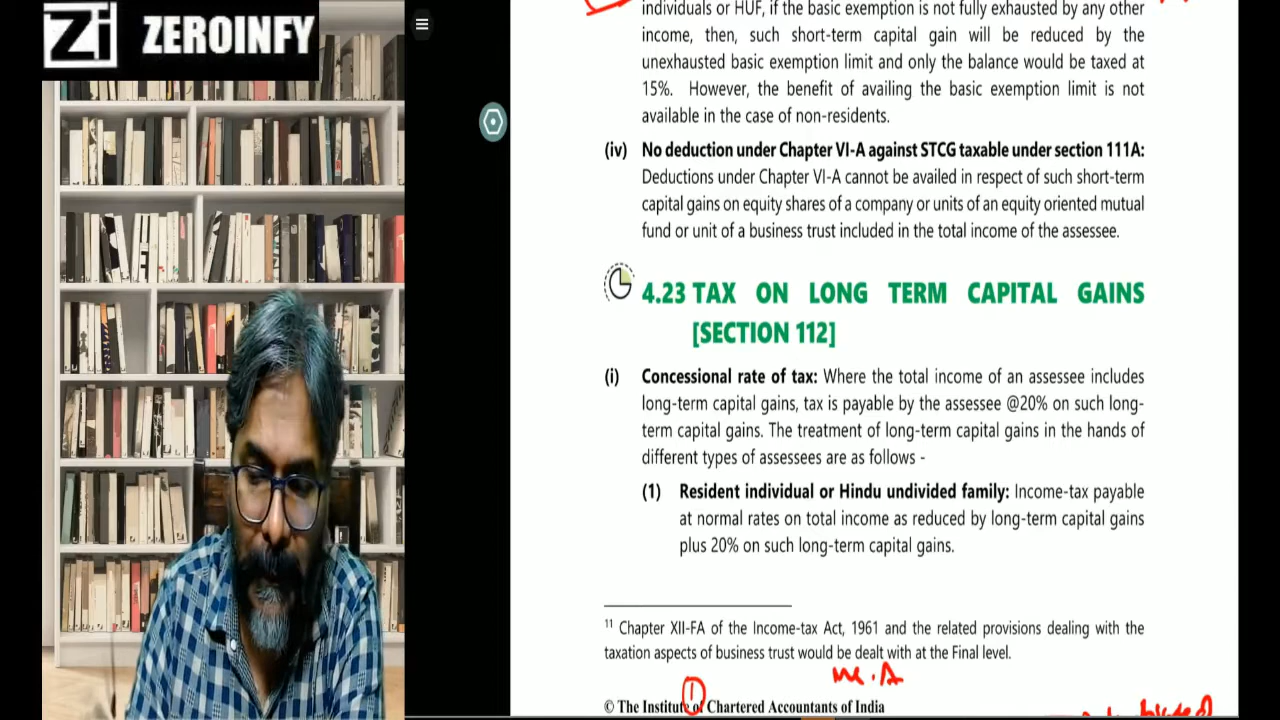 Zi ZEROINFY
individuals or HUF, if the basic exemption is not fully exhausted by any other
income, then, such short-term capital gain will be reduced by the
unexhausted basic exemption limit and only the balance would be taxed at
15%. However, the benefit of availing the basic exemption limit is not
available in the case of non-residents.
(iv) No deduction under Chapter VI-A against STCG taxable under section 111A:
Deductions under Chapter VI-A cannot be availed in respect of such short-term
capital gains on equity shares of a company or units of an equity oriented mutual
fund or unit of a business trust included in the total income of the assessee.
4.23 TAX ON LONG TERM CAPITAL GAINS
[SECTION 112]
(i) Concessional rate of tax: Where the total income of an assessee includes
long-term capital gains, tax is payable by the assessee @20% on such long-
term capital gains. The treatment of long-term capital gains in the hands of
different types of assessees are as follows -
(1) Resident individual or Hindu undivided family: Income-tax payable
at normal rates on total income as reduced by long-term capital gains
plus 20% on such long-term capital gains.
11 Chapter XII-FA of the Income-tax Act, 1961 and the related provisions dealing with the
taxation aspects of business trust would be dealt with at the Final level.
1
© The Institute of Chartered Accountants of India